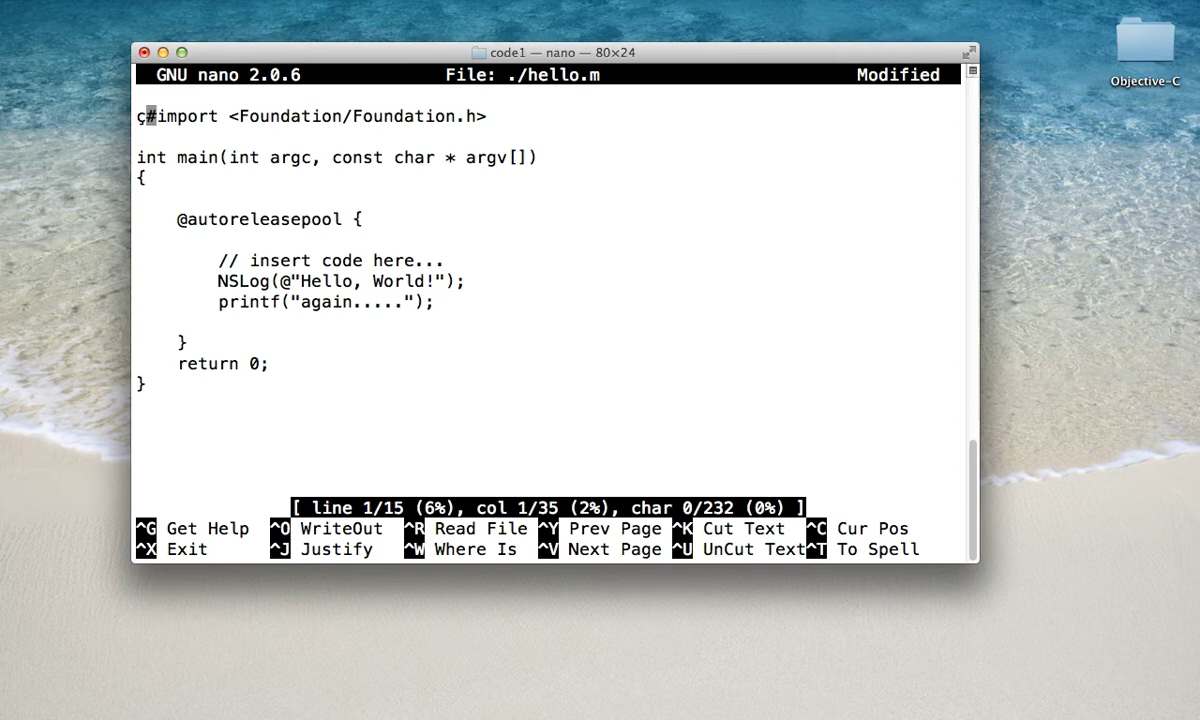 code1 — nano — 80×24
GNU nano 2.0.6 File: ./hello.m Modified
ç#import <Foundation/Foundation.h>
int main(int argc, const char * argv[])
{
@autoreleasepool {
// insert code here...
NSLog(@"Hello, World!");
printf("again.....");
}
return 0;
}
[ line 1/15 (6%), col 1/35 (2%), char 0/232 (0%) ]
^G Get Help ^O WriteOut ^R Read File ^Y Prev Page ^K Cut Text ^C Cur Pos
^X Exit ^J Justify ^W Where Is ^V Next Page ^U UnCut Text^T To Spell
Objective-C